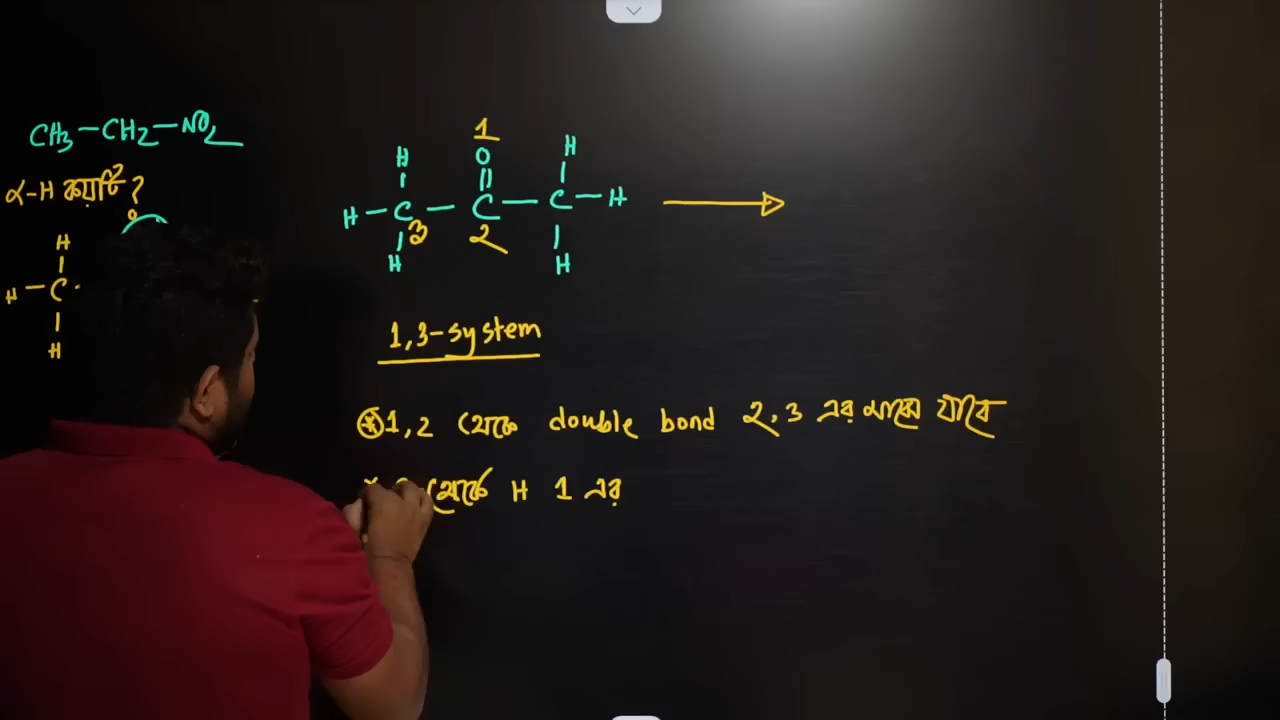 CH3-CH2-NO2
α-H কয়টি?
H
H-C
H
1
O
H H
H-C-C-C-H
3 2
H H
1,3-system
* 1,2 থেকে double bond 2,3 এর মাঝে যাবে
থেকে H 1 এর